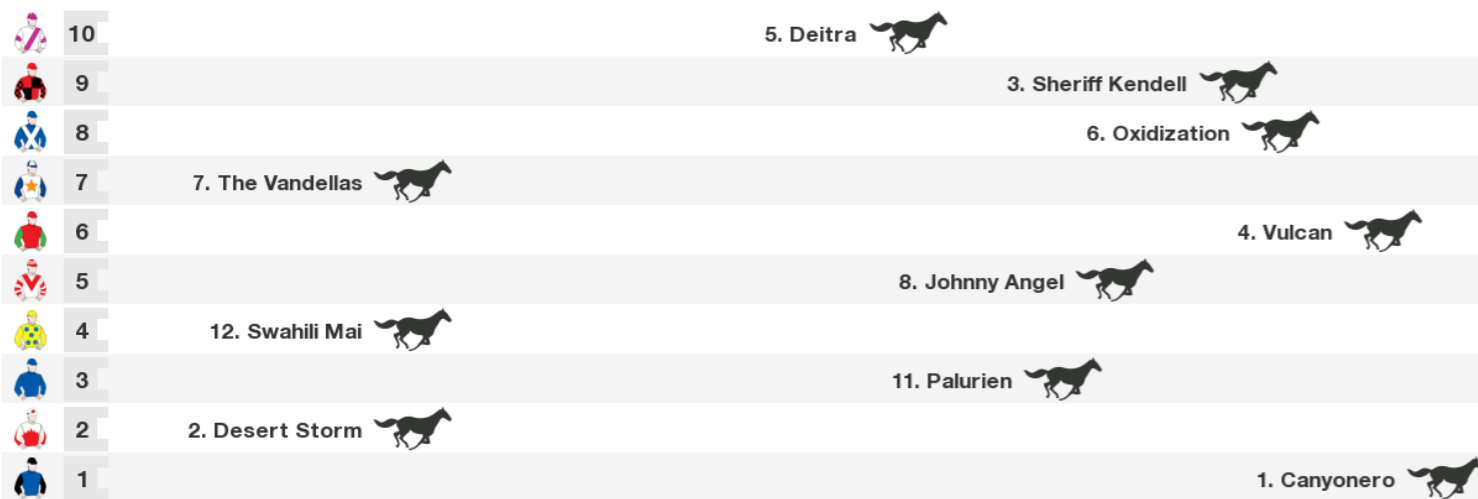 10 5. Deitra
9 3. Sheriff Kendell
8 6. Oxidization
7 7. The Vandellas
6 4. Vulcan
5 8. Johnny Angel
4 12. Swahili Mai
3 11. Palurien
2 2. Desert Storm
1 1. Canyonero